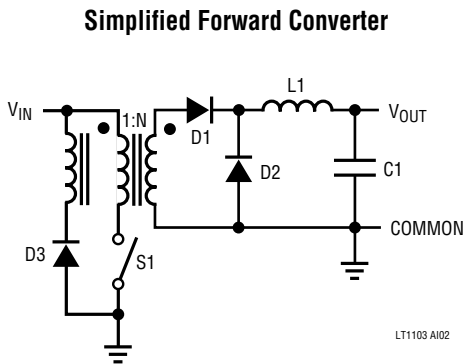 Simplified Forward Converter
V_IN
1:N
D1
L1
V_OUT
D2
C1
COMMON
D3
S1
LT1103 AI02